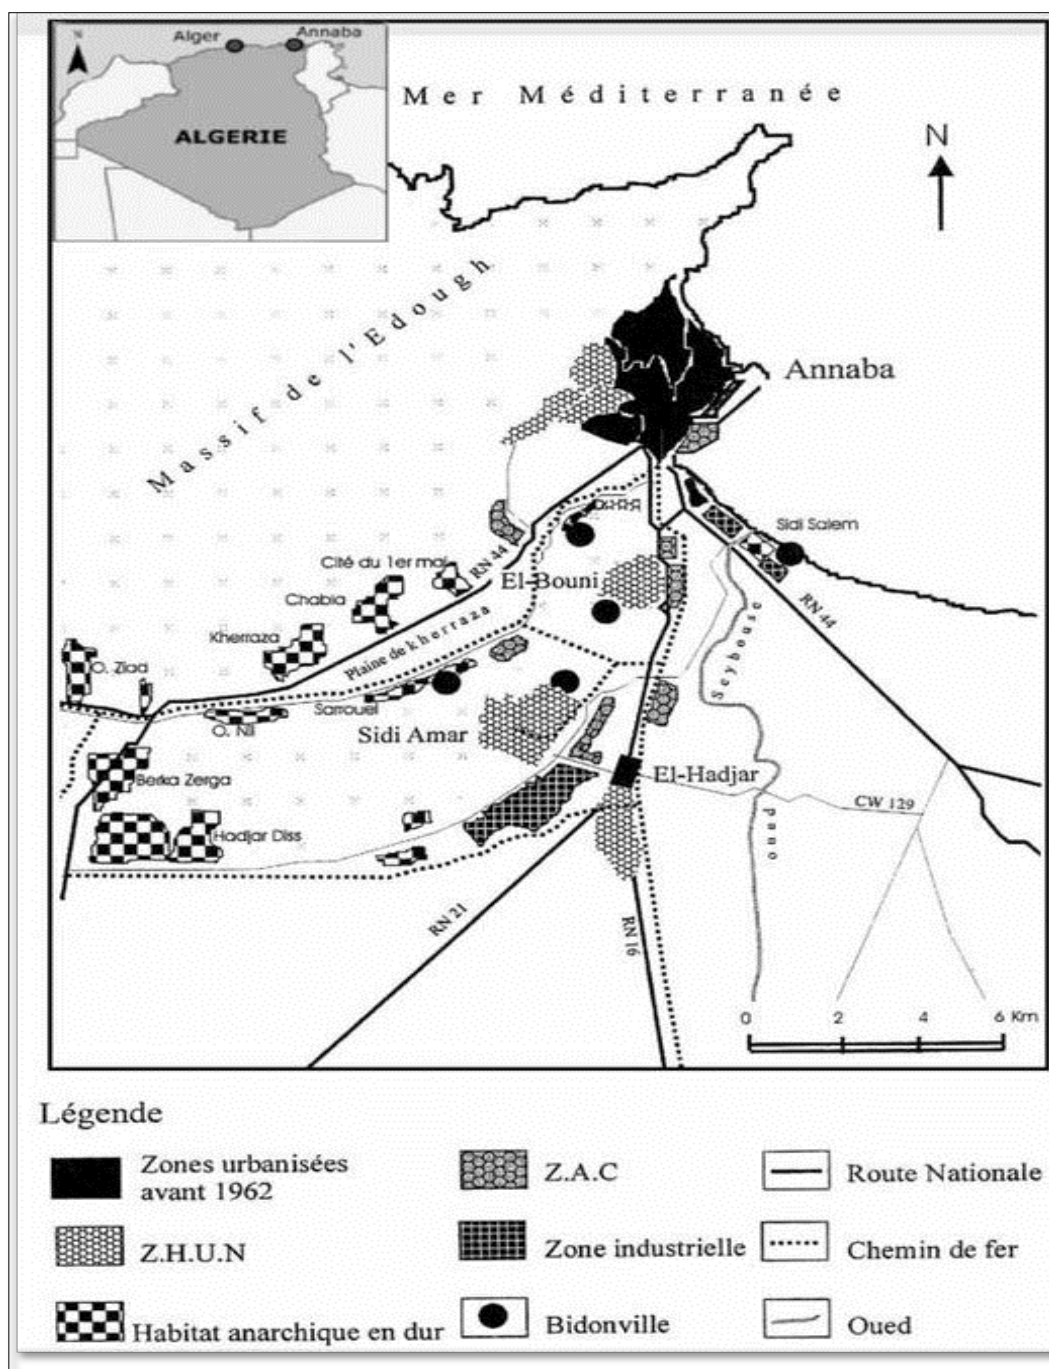 Alger
Annaba
ALGERIE
Mer Méditerranée
N
Massif de l'Edough
Annaba
Sidi Salem
Cité du 1er mai
RN 44
El-Bouni
Chabia
RN 44
Kherraza
Plaine de kherraza
Seybouse
O. Ziad
Sarrouel
O. Nil
Sidi Amar
El-Hadjar
Berka Zerga
CW 129
oued
Hadjar Diss
RN 21
RN 16
0 2 4 6 Km
Légende
Zones urbanisées
avant 1962
Z.A.C
Route Nationale
Z.H.U.N
Zone industrielle
Chemin de fer
Habitat anarchique en dur
Bidonville
Oued